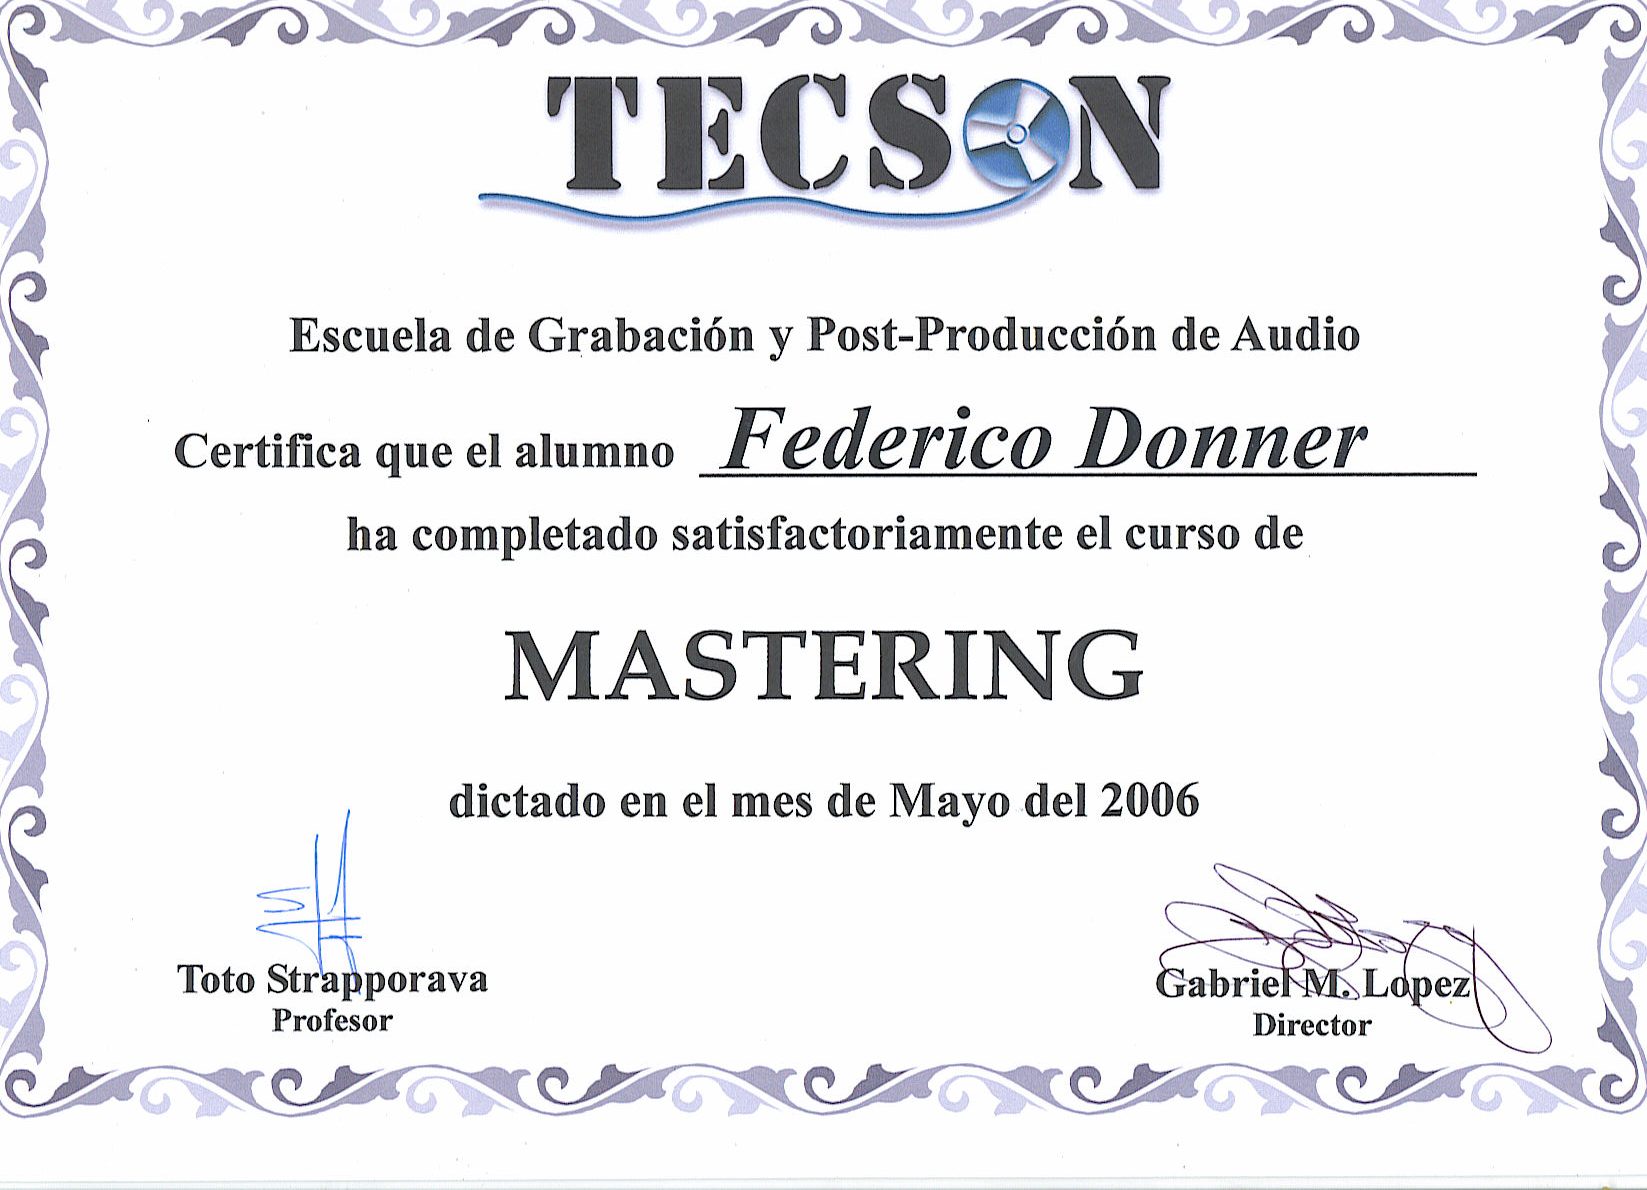 TECSON
Escuela de Grabación y Post-Producción de Audio
Certifica que el alumno Federico Donner
ha completado satisfactoriamente el curso de
MASTERING
dictado en el mes de Mayo del 2006
Toto Strapporava
Profesor
Gabriel M. Lopez
Director